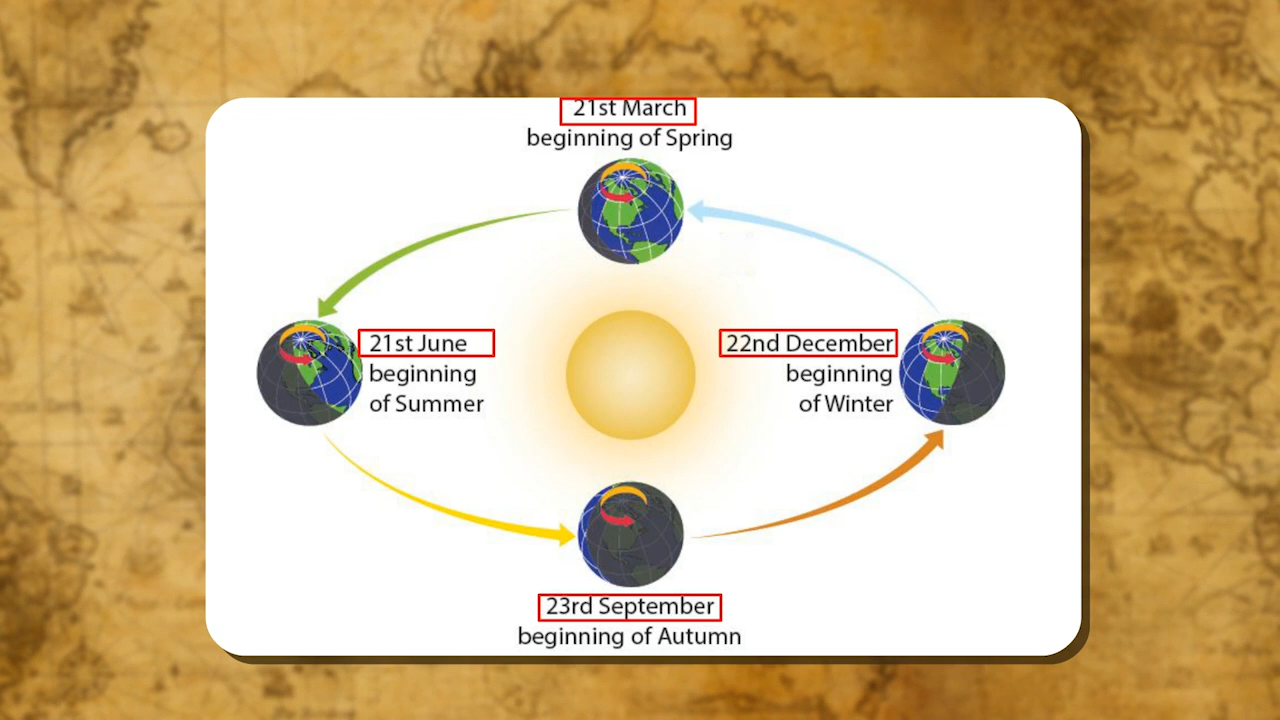 21st March
beginning of Spring
21st June
beginning
of Summer
22nd December
beginning
of Winter
23rd September
beginning of Autumn